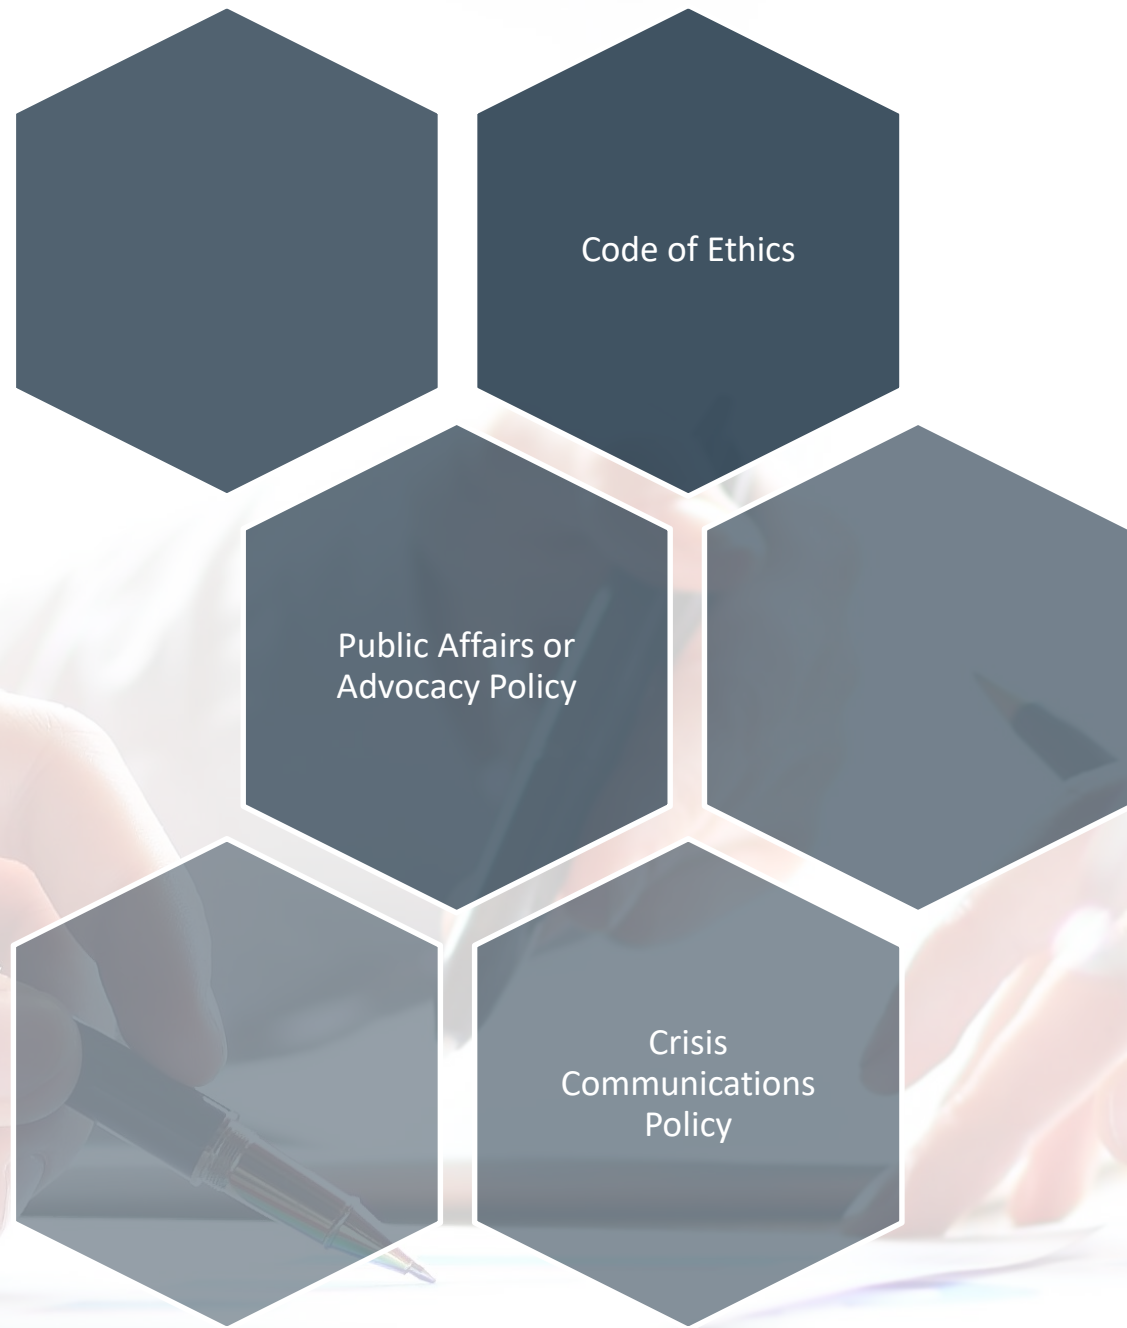 Code of Ethics
Public Affairs or
Advocacy Policy
Crisis
Communications
Policy